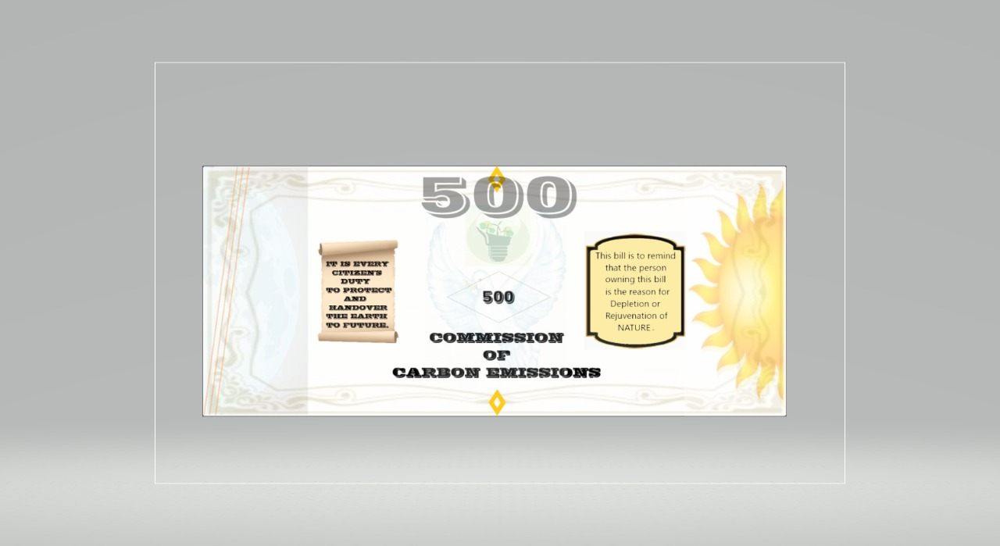 500
IT IS EVERY
CITIZEN'S
DUTY
TO PROTECT
AND
HANDOVER
THE EARTH
TO FUTURE.
500
COMMISSION
OF
CARBON EMISSIONS
This bill is to remind
that the person
owning this bill
is the reason for
Depletion or
Rejuvenation of
NATURE.